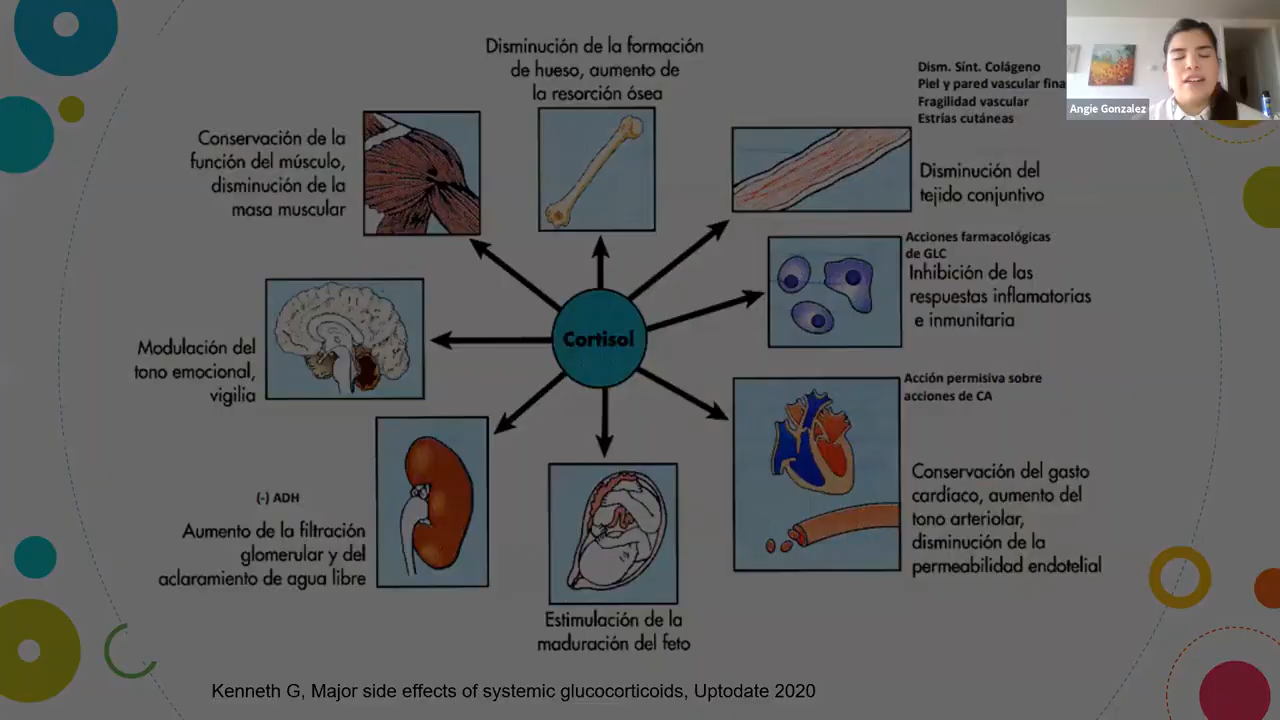 Disminución de la formación
de hueso, aumento de
la resorción ósea
Dism. Sínt. Colágeno
Piel y pared vascular fina
Fragilidad vascular
Estrías cutáneas
Angie Gonzalez
Conservación de la
función del músculo,
disminución de la
masa muscular
Disminución del
tejido conjuntivo
Acciones farmacológicas
de GLC
Inhibición de las
respuestas inflamatorias
e inmunitaria
Cortisol
Modulación del
tono emocional,
vigilia
Acción permisiva sobre
acciones de CA
Conservación del gasto
cardíaco, aumento del
tono arteriolar,
disminución de la
permeabilidad endotelial
(-) ADH
Aumento de la filtración
glomerular y del
aclaramiento de agua libre
Estimulación de la
maduración del feto
Kenneth G, Major side effects of systemic glucocorticoids, Uptodate 2020